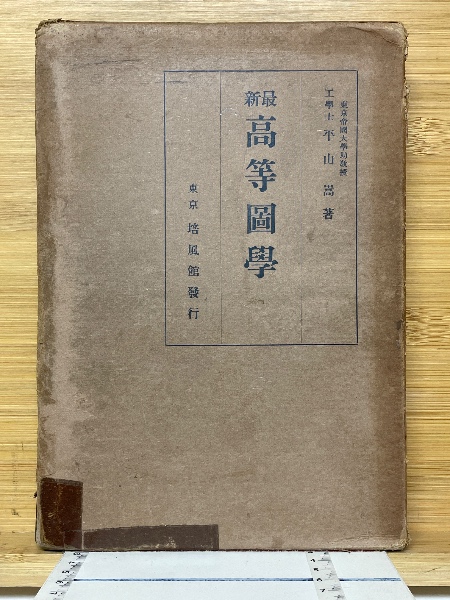 東京帝國大學助敎授
工學士 平山嵩著
最新
高等圖學
東京 培風館發行